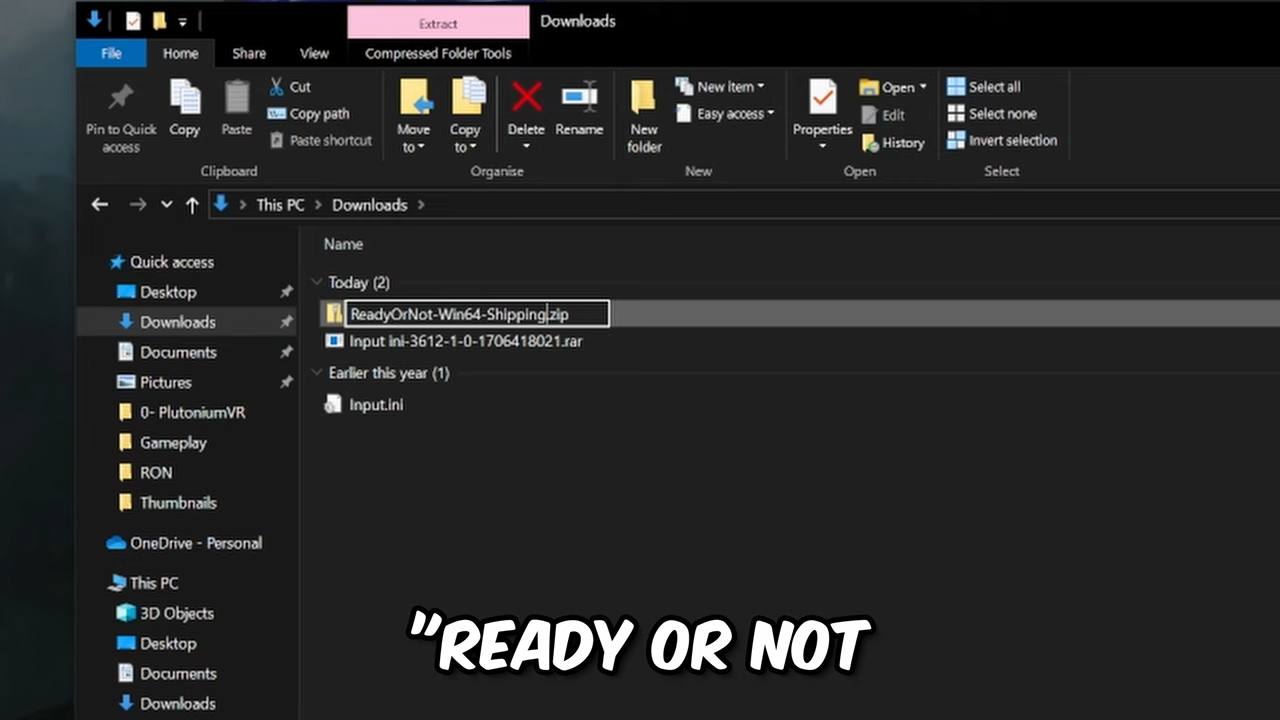 Extract
Downloads
File
Home
Share
View
Compressed Folder Tools
Pin to Quick access
Copy
Paste
Cut
Copy path
Paste shortcut
Clipboard
Move to
Copy to
Delete
Rename
Organise
New folder
New item
Easy access
New
Properties
Open
Edit
History
Open
Select all
Select none
Invert selection
Select
This PC
Downloads
Name
Quick access
Desktop
Downloads
Documents
Pictures
0- PlutoniumVR
Gameplay
RON
Thumbnails
OneDrive - Personal
This PC
3D Objects
Desktop
Documents
Downloads
Today (2)
ReadyOrNot-Win64-Shipping.zip
Input ini-3612-1-0-1706418021.rar
Earlier this year (1)
Input.ini
"READY OR NOT